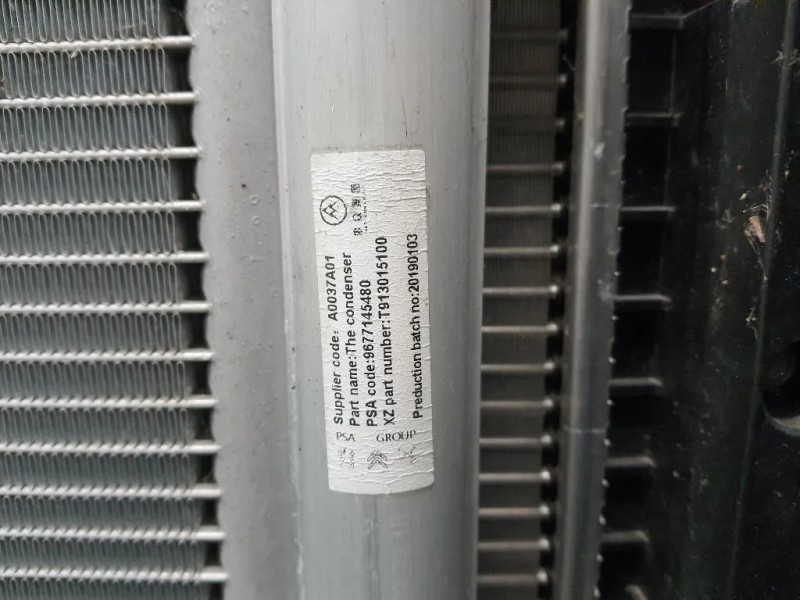 Supplier code: A0037A01
Part name:The condenser
PSA code:9677145480
XZ part number:T913015100
Preduction batch no:20190103
PSA GROUP